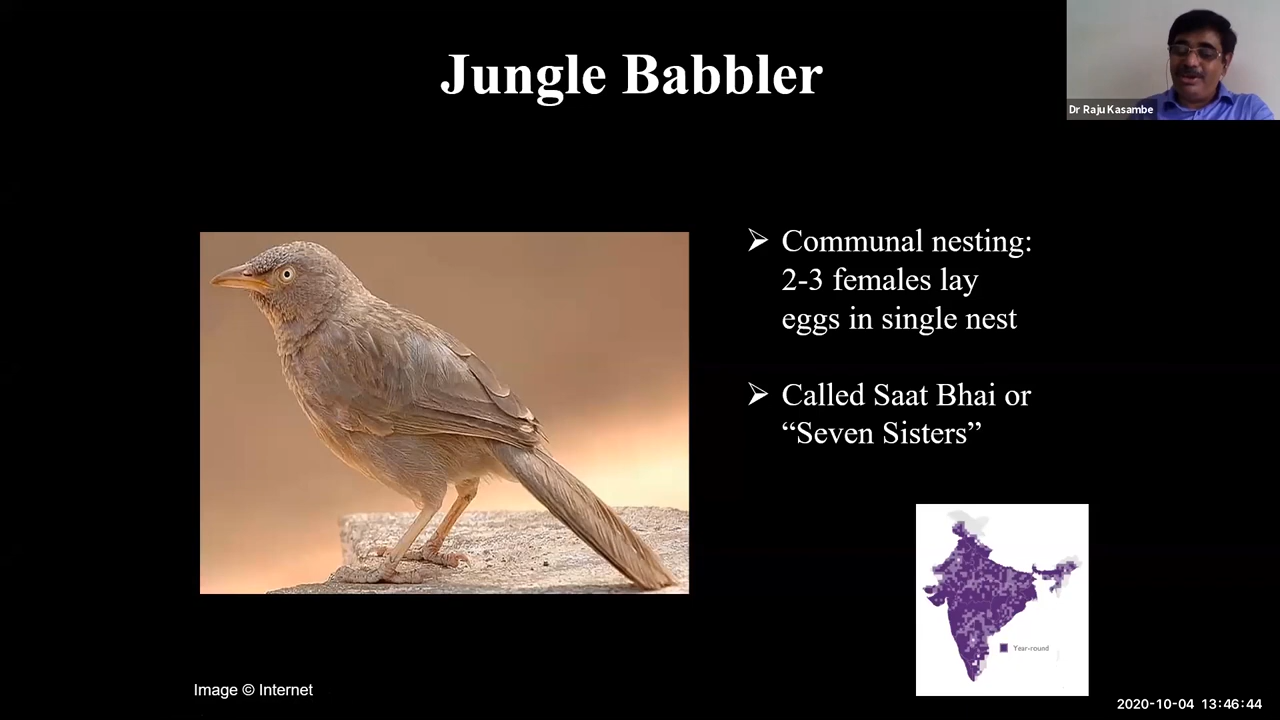 Jungle Babbler
Dr Raju Kasambe
➢ Communal nesting:
2-3 females lay
eggs in single nest
➢ Called Saat Bhai or
“Seven Sisters”
Year-round
Image © Internet
2020-10-04 13:46:44